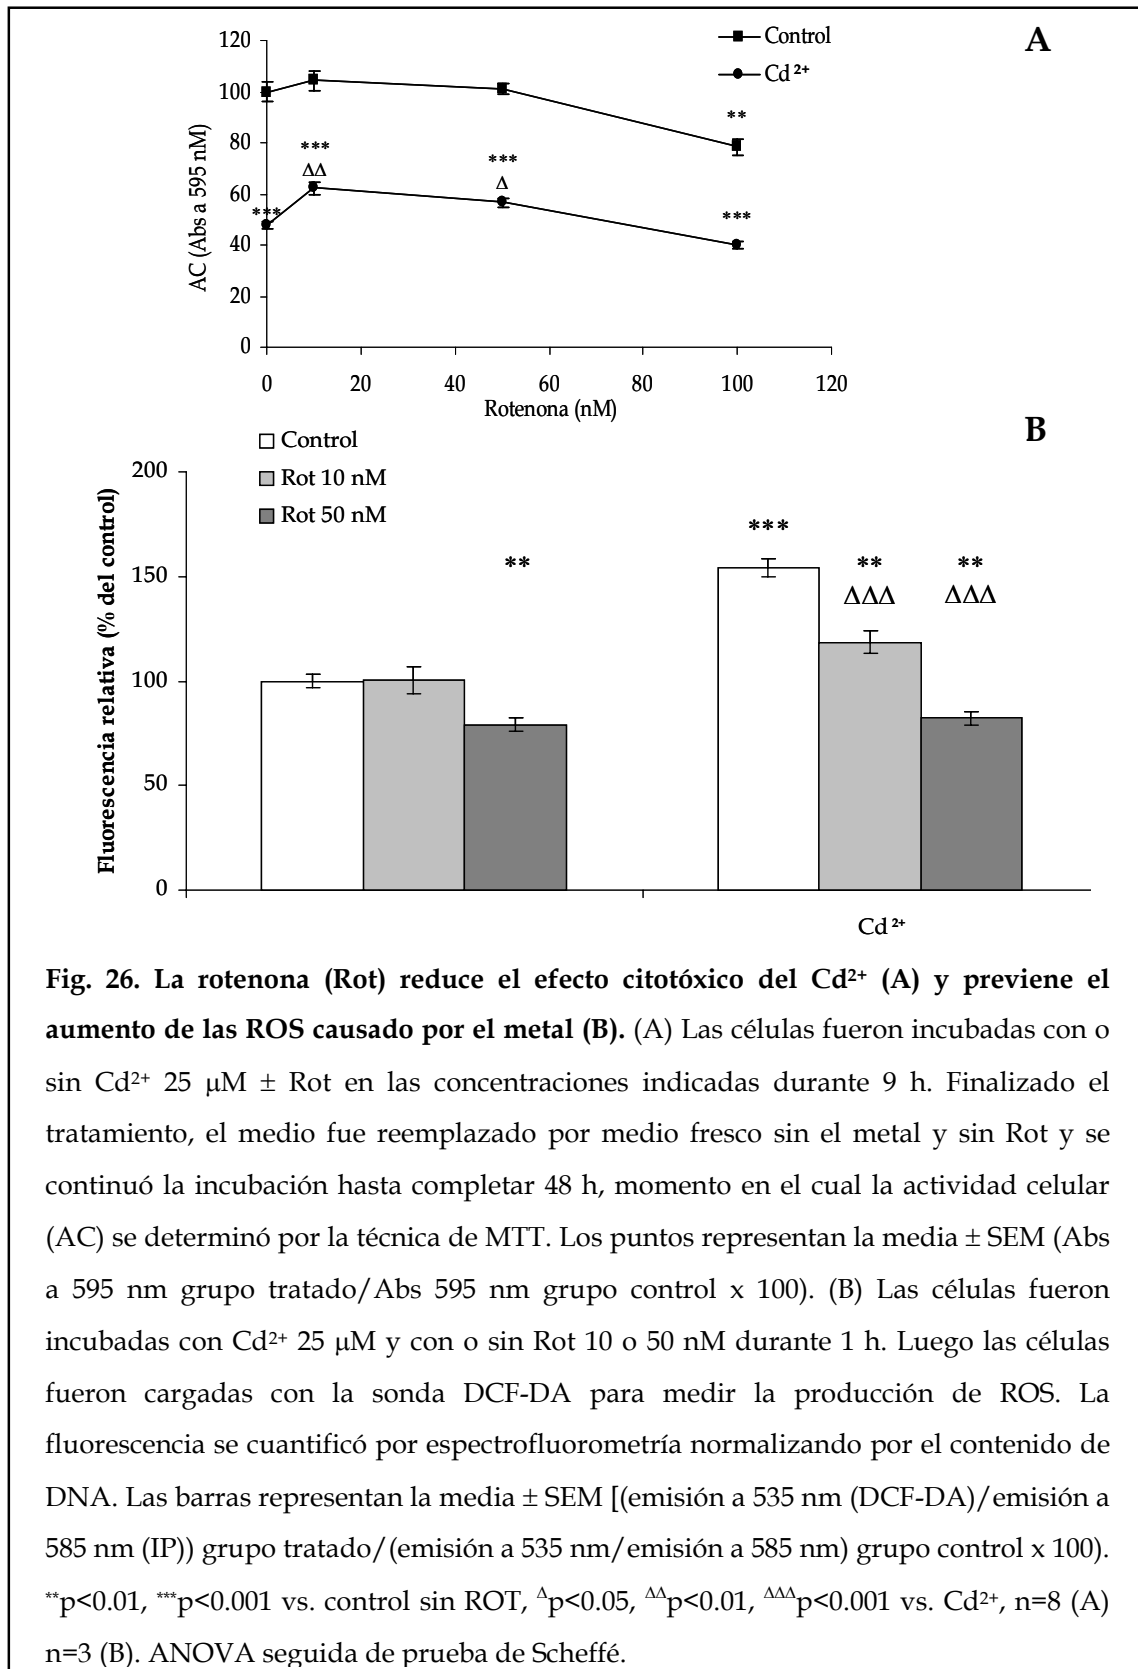 A
Control
Cd ²⁺
120
100
80
60
40
20
0
AC (Abs a 595 nM)
***
***
ΔΔ
***
Δ
**
***
0 20 40 60 80 100 120
Rotenona (nM)
B
Control
Rot 10 nM
Rot 50 nM
200
150
100
50
0
Fluorescencia relativa (% del control)
**
***
**
ΔΔΔ
**
ΔΔΔ
Cd ²⁺
Fig. 26. La rotenona (Rot) reduce el efecto citotóxico del Cd²⁺ (A) y previene el
aumento de las ROS causado por el metal (B). (A) Las células fueron incubadas con o
sin Cd²⁺ 25 μM ± Rot en las concentraciones indicadas durante 9 h. Finalizado el
tratamiento, el medio fue reemplazado por medio fresco sin el metal y sin Rot y se
continuó la incubación hasta completar 48 h, momento en el cual la actividad celular
(AC) se determinó por la técnica de MTT. Los puntos representan la media ± SEM (Abs
a 595 nm grupo tratado/Abs 595 nm grupo control x 100). (B) Las células fueron
incubadas con Cd²⁺ 25 μM y con o sin Rot 10 o 50 nM durante 1 h. Luego las células
fueron cargadas con la sonda DCF-DA para medir la producción de ROS. La
fluorescencia se cuantificó por espectrofluorometría normalizando por el contenido de
DNA. Las barras representan la media ± SEM [(emisión a 535 nm (DCF-DA)/emisión a
585 nm (IP)) grupo tratado/(emisión a 535 nm/emisión a 585 nm) grupo control x 100).
**p<0.01, ***p<0.001 vs. control sin ROT, Δp<0.05, ΔΔp<0.01, ΔΔΔp<0.001 vs. Cd²⁺, n=8 (A)
n=3 (B). ANOVA seguida de prueba de Scheffé.